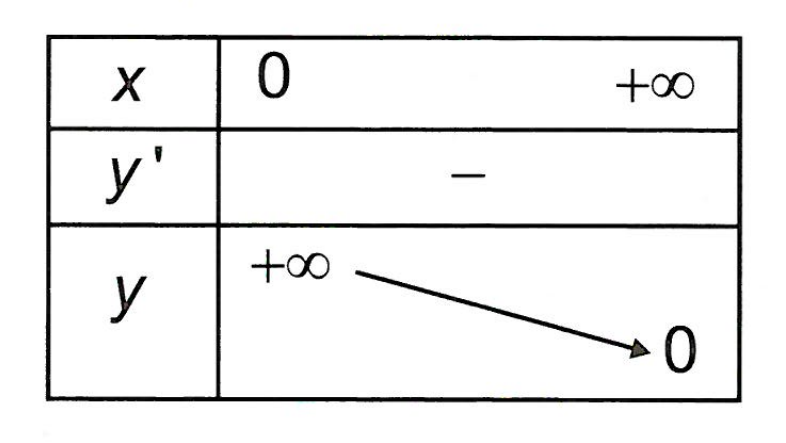 x 0 +∞
y' −
y +∞ 0